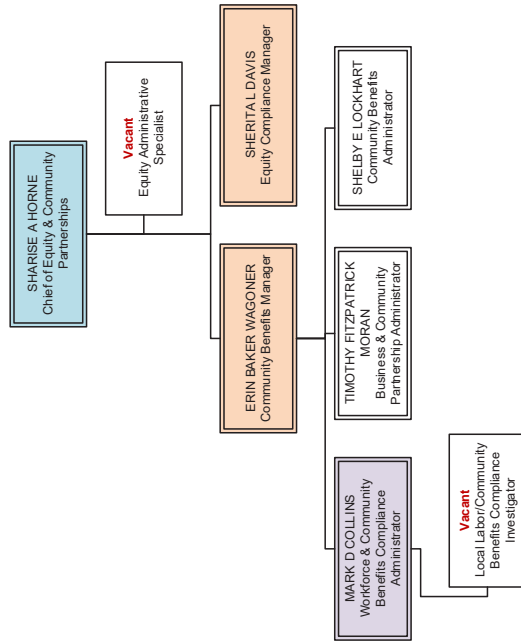 SHARISE A HORNE
Chief of Equity & Community
Partnerships
Vacant
Equity Administrative
Specialist
ERIN BAKER WAGONER
Community Benefits Manager
SHERITA L DAVIS
Equity Compliance Manager
MARK D COLLINS
Workforce & Community
Benefits Compliance
Administrator
TIMOTHY FITZPATRICK
MORAN
Business & Community
Partnership Administrator
SHELBY E LOCKHART
Community Benefits
Administrator
Vacant
Local Labor/Community
Benefits Compliance
Investigator